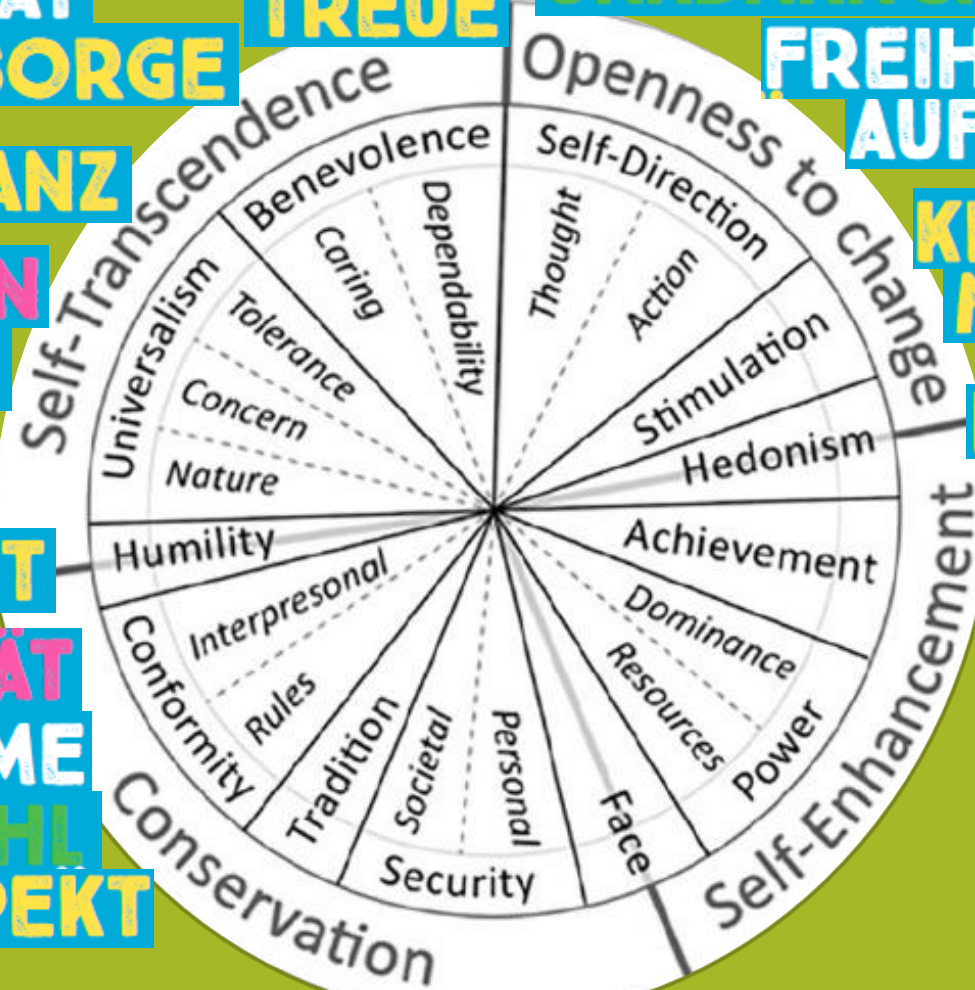 TREUE
SORGE
FREIH
AUF
ANZ
N
T
ÄT
ME
HL
PEKT
Self-Transcendence
Openness to change
Self-Enhancement
Conservation
Benevolence
Caring
Dependability
Self-Direction
Thought
Action
Stimulation
Hedonism
Achievement
Power
Dominance
Resources
Face
Security
Personal
Societal
Tradition
Conformity
Rules
Interpresonal
Humility
Universalism
Nature
Concern
Tolerance